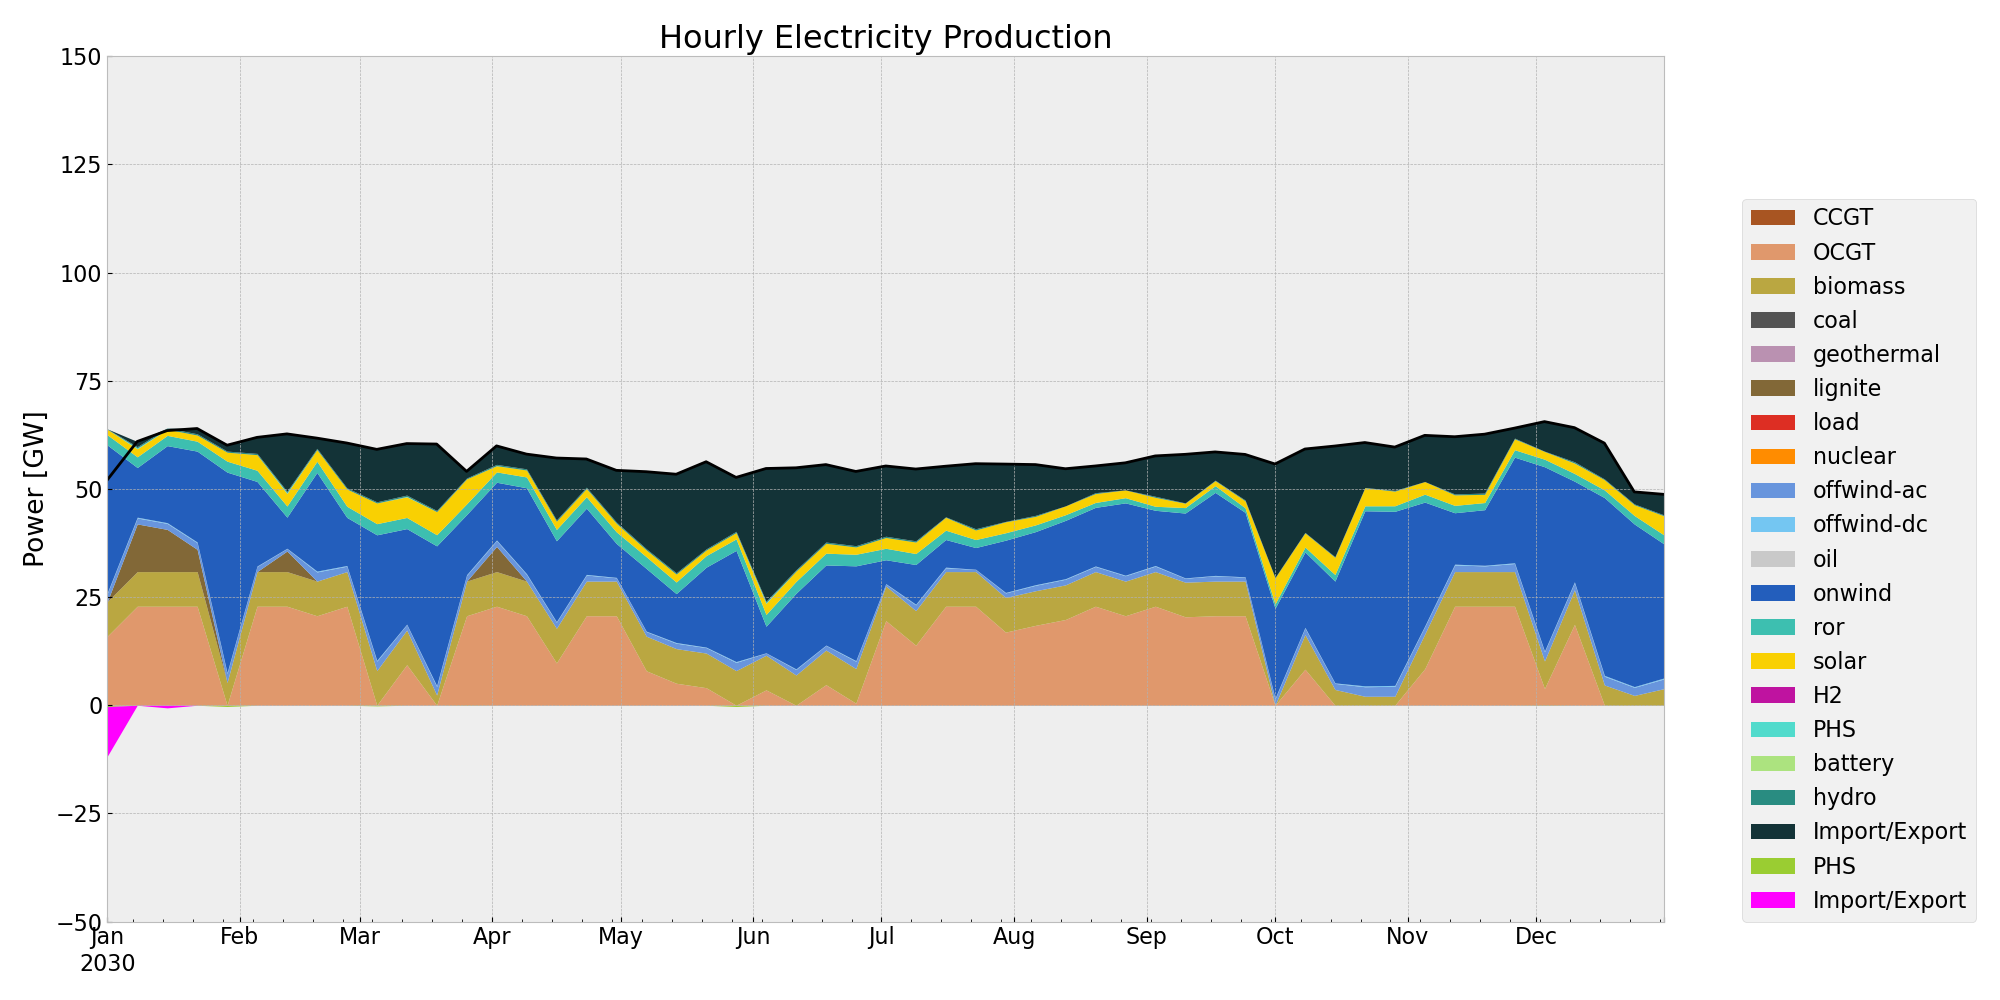 Hourly Electricity Production
Power [GW]
150
125
100
75
50
25
0
−25
−50
Jan Feb Mar Apr May Jun Jul Aug Sep Oct Nov Dec
2030
CCGT
OCGT
biomass
coal
geothermal
lignite
load
nuclear
offwind-ac
offwind-dc
oil
onwind
ror
solar
H2
PHS
battery
hydro
Import/Export
PHS
Import/Export